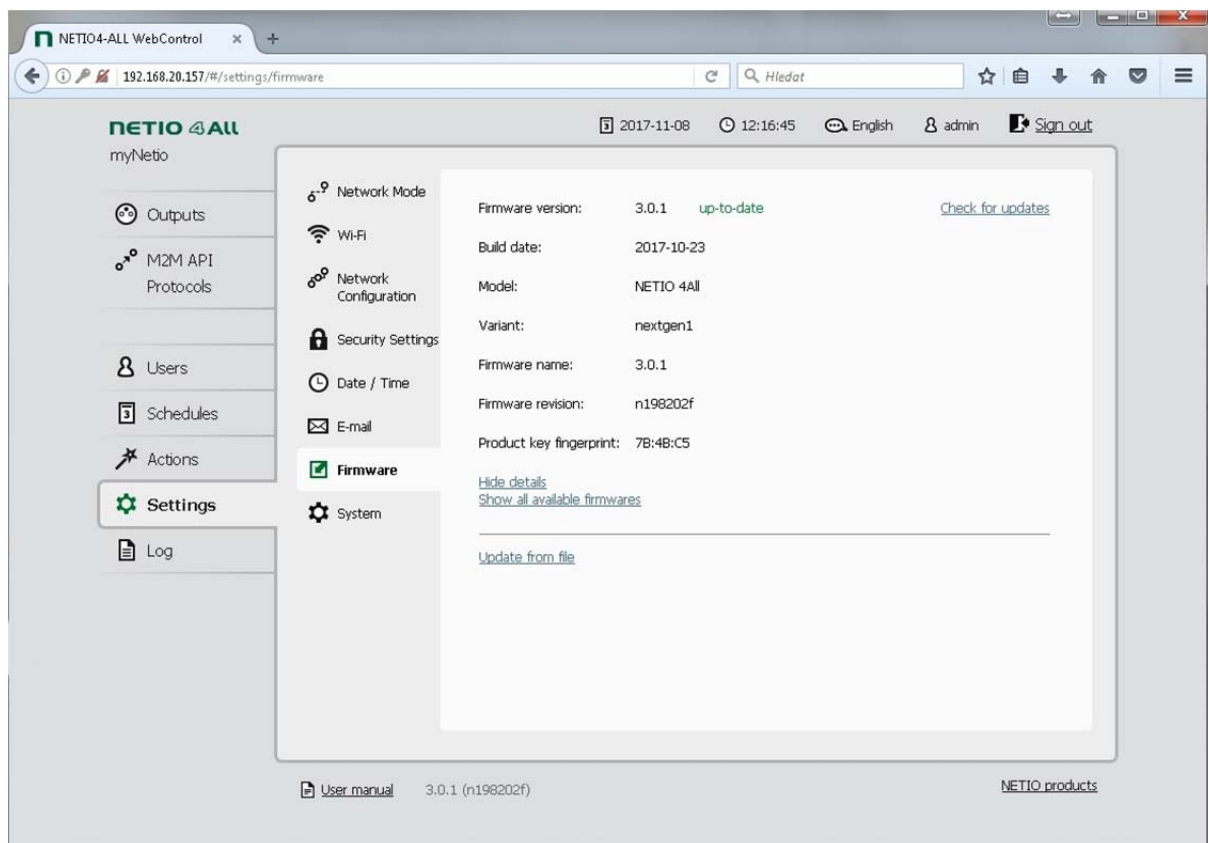 NETIO4-ALL WebControl
192.168.20.157/#/settings/firmware
Hledat
NETIO 4All
myNetio
3 2017-11-08 12:16:45 English admin Sign out
Outputs
M2M API
Protocols
Users
3 Schedules
Actions
Settings
Log
Network Mode
Wi-Fi
Network
Configuration
Security Settings
Date / Time
E-mail
Firmware
System
Firmware version: 3.0.1 up-to-date Check for updates
Build date: 2017-10-23
Model: NETIO 4All
Variant: nextgen1
Firmware name: 3.0.1
Firmware revision: n198202f
Product key fingerprint: 7B:4B:C5
Hide details
Show all available firmwares
Update from file
User manual 3.0.1 (n198202f) NETIO products